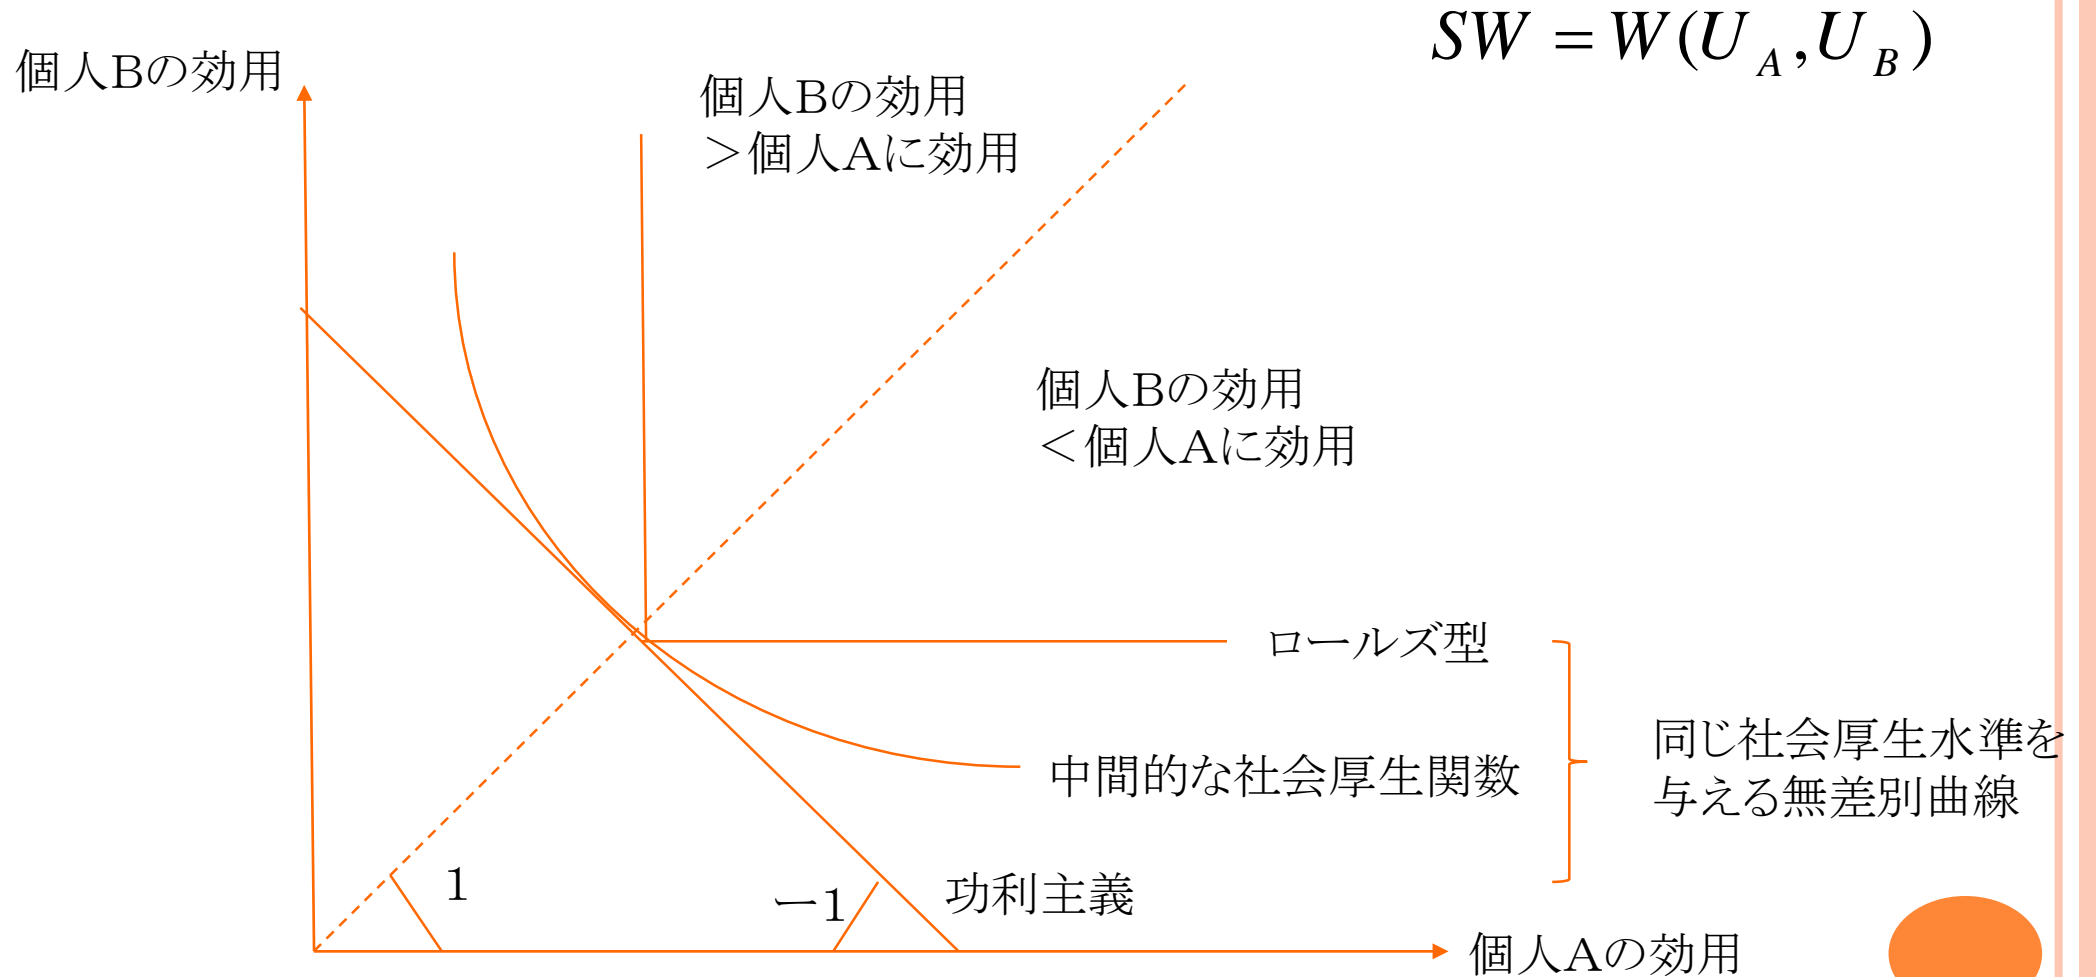 SW = W(U_A, U_B)
個人Bの効用
個人Bの効用
＞個人Aに効用
個人Bの効用
＜個人Aに効用
ロールズ型
中間的な社会厚生関数
同じ社会厚生水準を
与える無差別曲線
1
ー1
功利主義
個人Aの効用